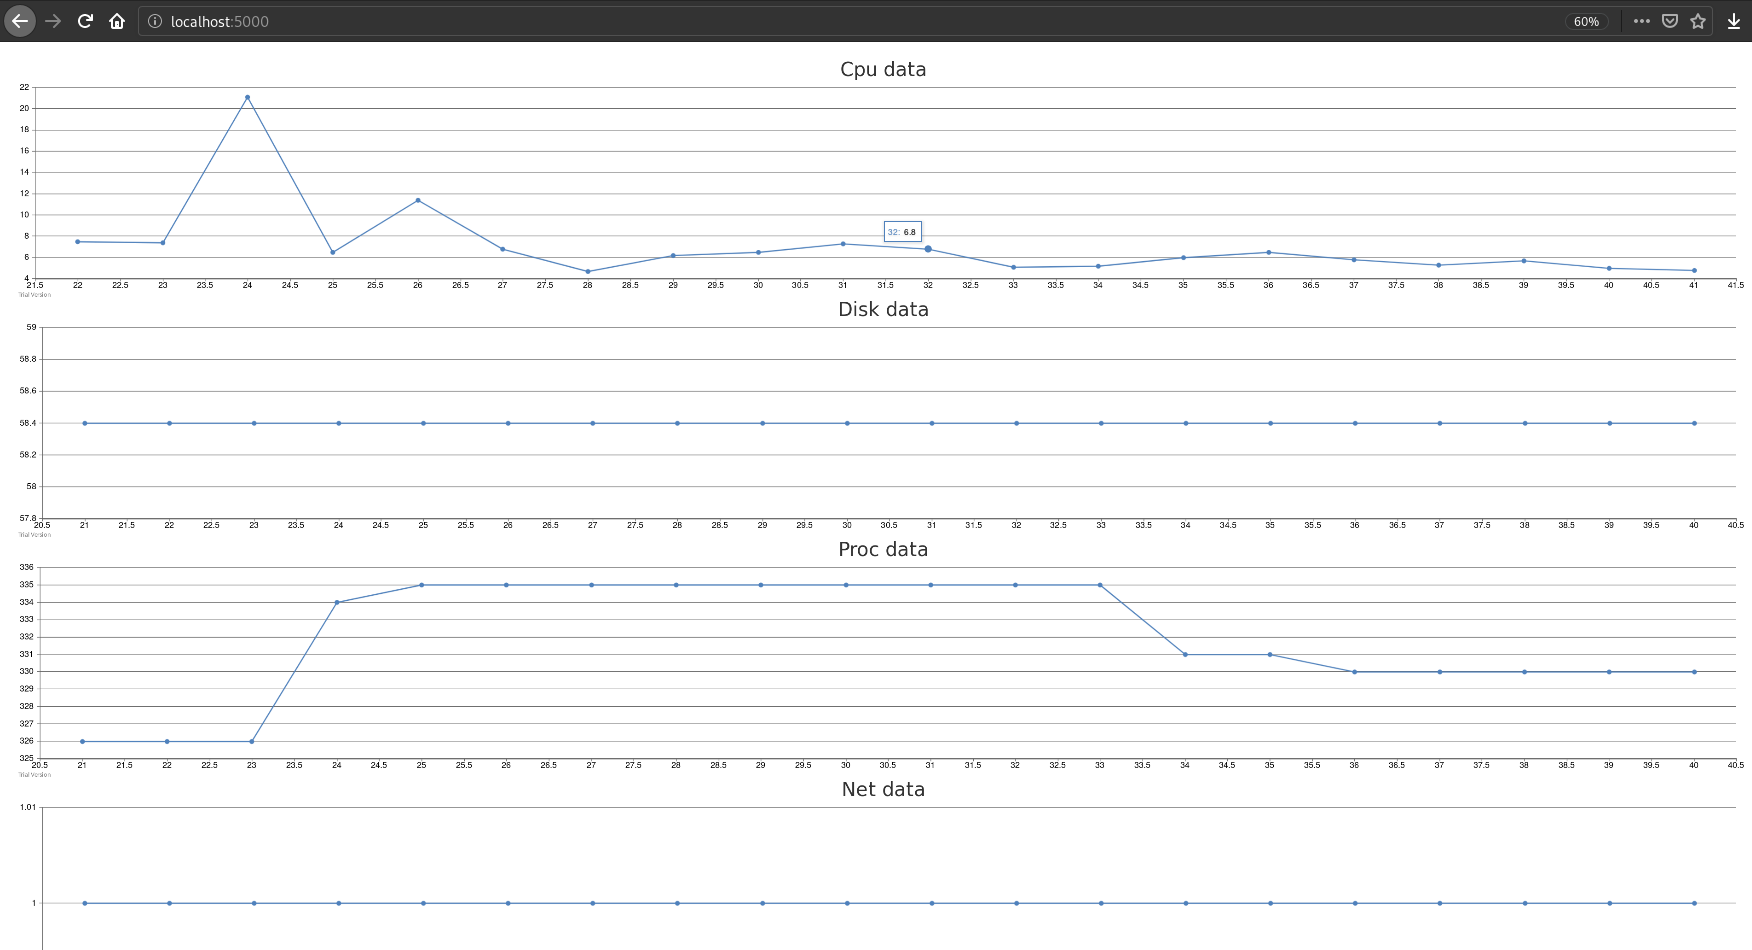 localhost:5000 60%
Cpu data
22
20
18
16
14
12
10
8
6
4
32: 6.8
21.5 22 22.5 23 23.5 24 24.5 25 25.5 26 26.5 27 27.5 28 28.5 29 29.5 30 30.5 31 31.5 32 32.5 33 33.5 34 34.5 35 35.5 36 36.5 37 37.5 38 38.5 39 39.5 40 40.5 41 41.5
Trial Version
Disk data
59
58.8
58.6
58.4
58.2
58
57.8
20.5 21 21.5 22 22.5 23 23.5 24 24.5 25 25.5 26 26.5 27 27.5 28 28.5 29 29.5 30 30.5 31 31.5 32 32.5 33 33.5 34 34.5 35 35.5 36 36.5 37 37.5 38 38.5 39 39.5 40 40.5
Trial Version
Proc data
336
335
334
333
332
331
330
329
328
327
326
325
20.5 21 21.5 22 22.5 23 23.5 24 24.5 25 25.5 26 26.5 27 27.5 28 28.5 29 29.5 30 30.5 31 31.5 32 32.5 33 33.5 34 34.5 35 35.5 36 36.5 37 37.5 38 38.5 39 39.5 40 40.5
Trial Version
Net data
1.01
1